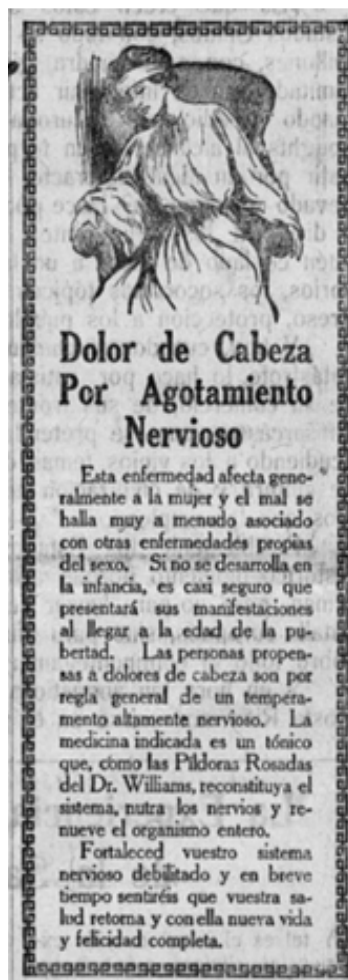 Dolor de Cabeza
Por Agotamiento
Nervioso
Esta enfermedad afecta gene-
ralmente a la mujer y el mal se
halla muy a menudo asociado
con otras enfermedades propias
del sexo. Si no se desarrolla en
la infancia, es casi seguro que
presentará sus manifestaciones
al llegar a la edad de la pu-
bertad. Las personas propen-
sas a dolores de cabeza son por
regla general de un tempera-
mento altamente nervioso. La
medicina indicada es un tónico
que, como las Píldoras Rosadas
del Dr. Williams, reconstituya el
sistema, nutra los nervios y re-
nueve el organismo entero.
Fortaleced vuestro sistema
nervioso debilitado y en breve
tiempo sentiréis que vuestra sa-
lud retorna y con ella nueva vida
y felicidad completa.